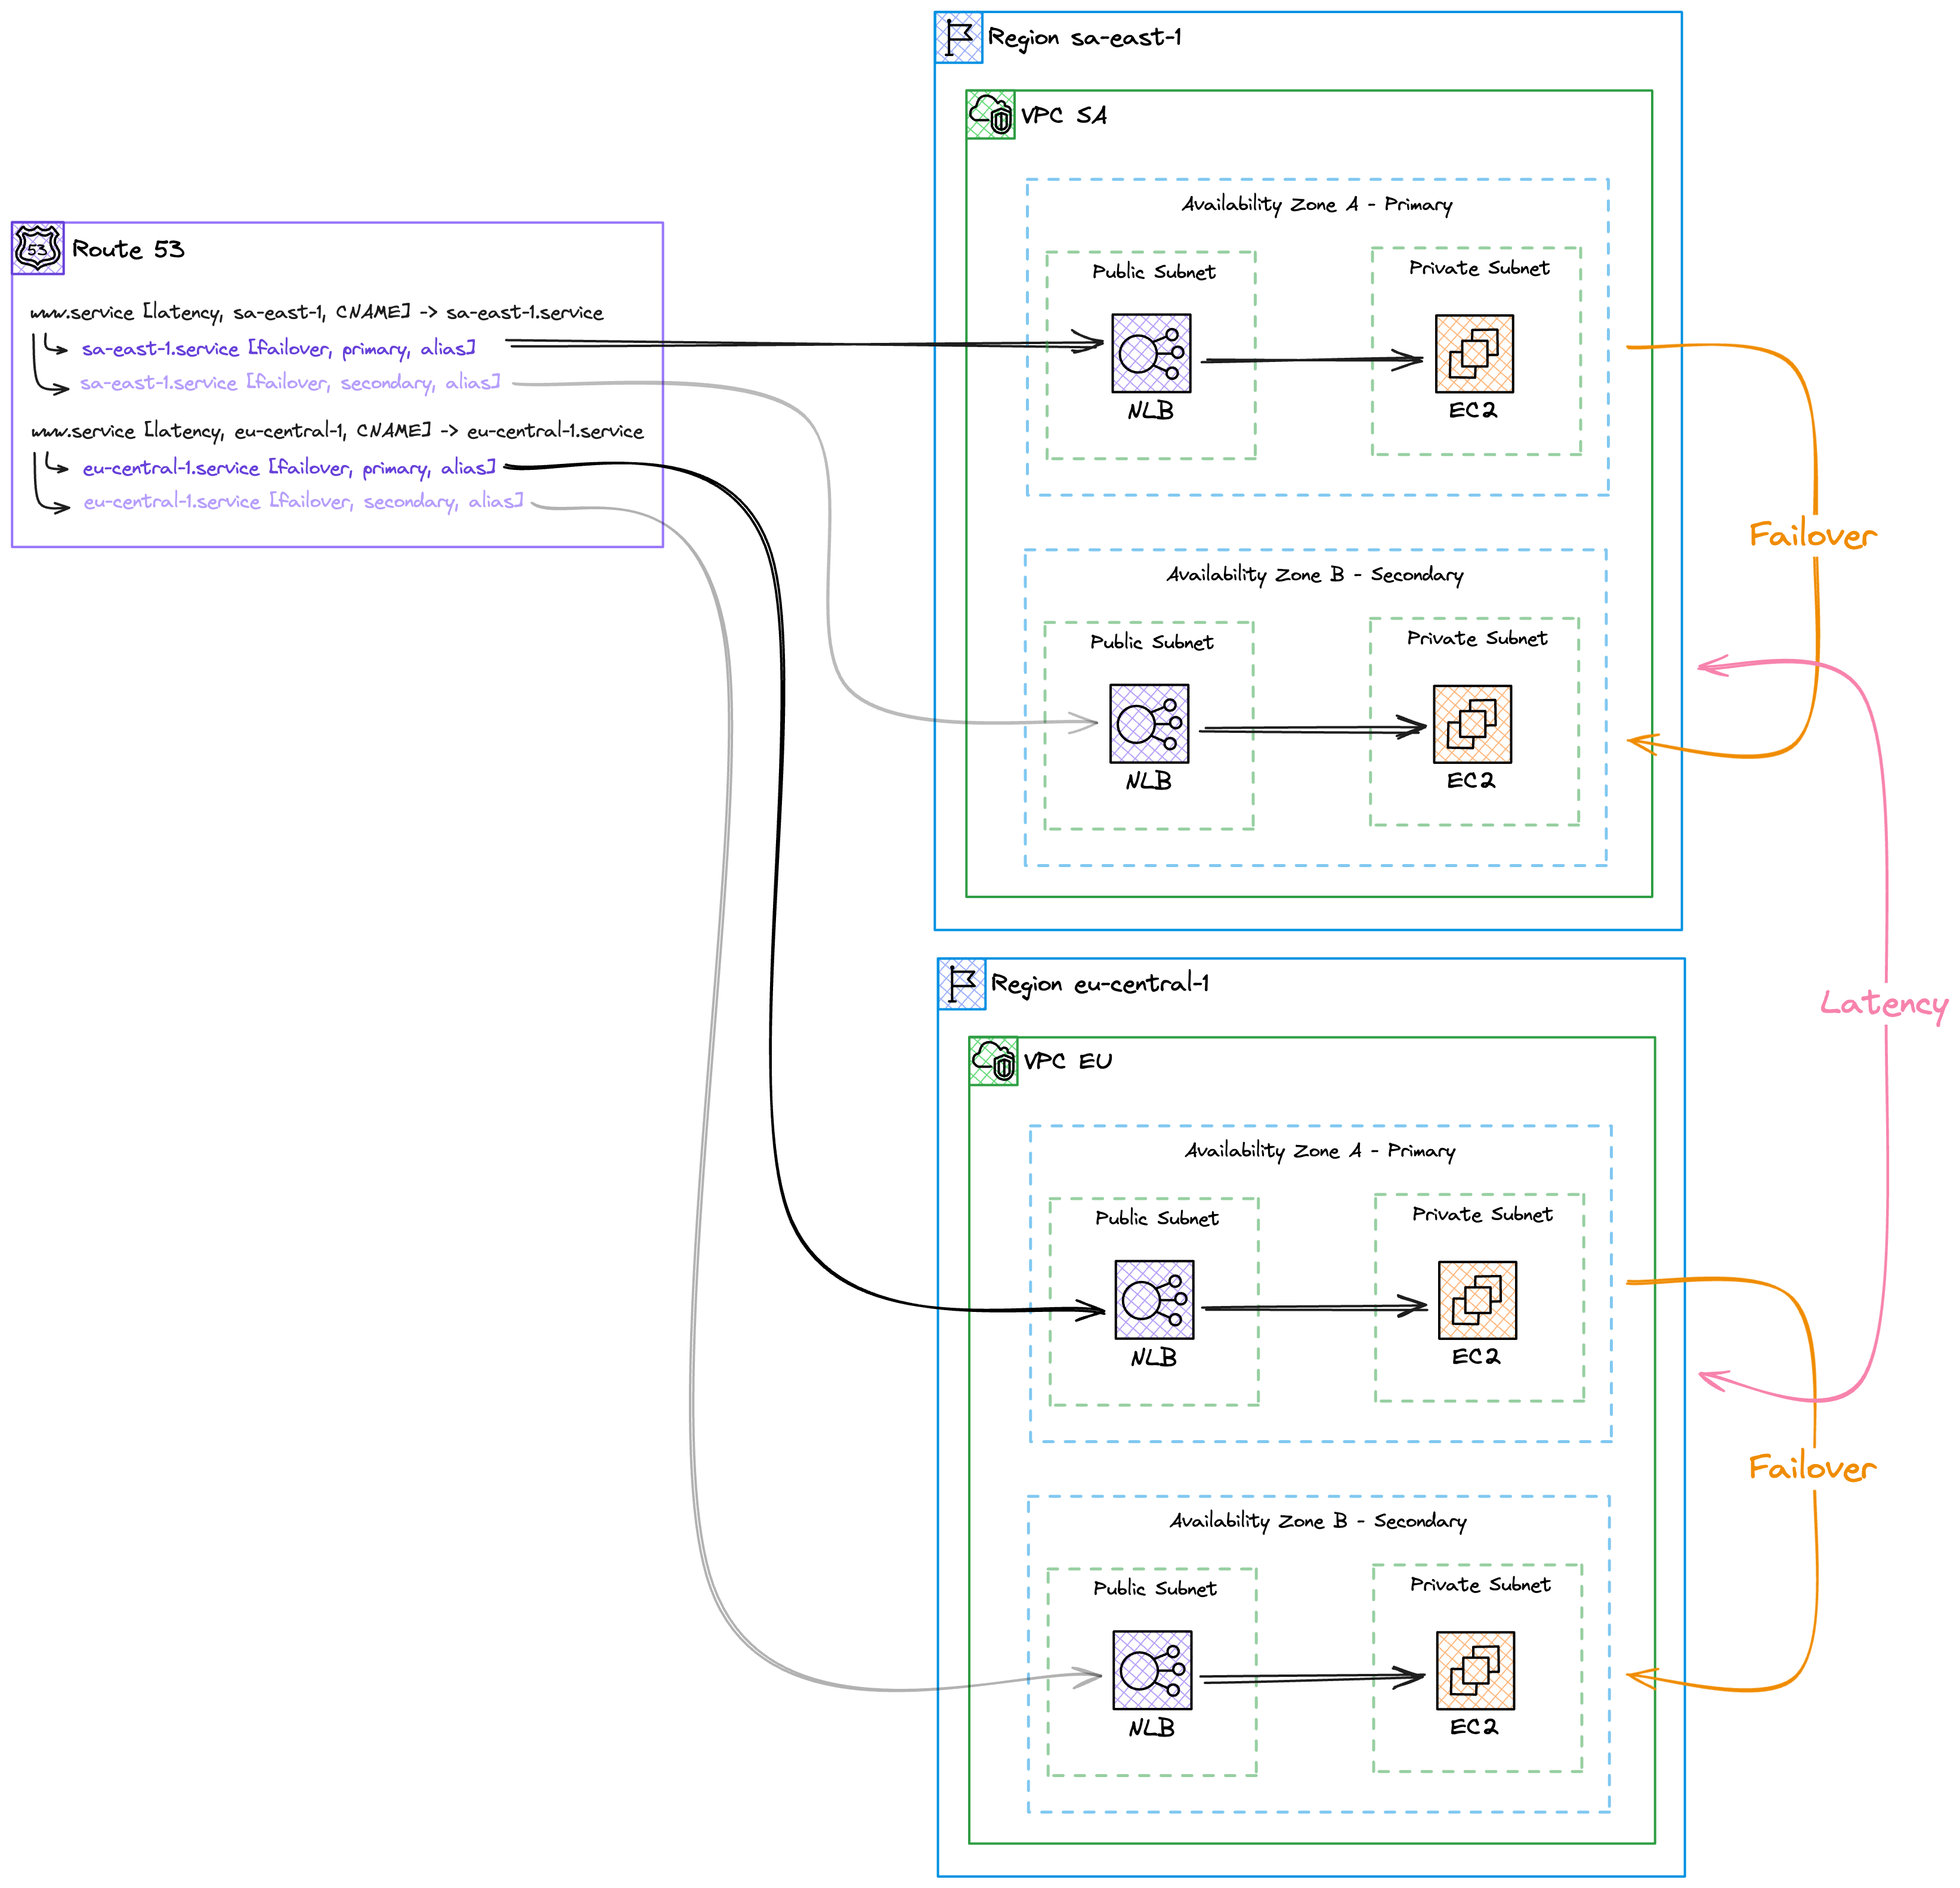 Region sa-east-1
VPC SA
Availability Zone A - Primary
Public Subnet
Private Subnet
NLB
EC2
Failover
Availability Zone B - Secondary
Public Subnet
Private Subnet
NLB
EC2
53
Route 53
www.service [latency, sa-east-1, CNAME] -> sa-east-1.service
sa-east-1.service [failover, primary, alias]
sa-east-1.service [failover, secondary, alias]
www.service [latency, eu-central-1, CNAME] -> eu-central-1.service
eu-central-1.service [failover, primary, alias]
eu-central-1.service [failover, secondary, alias]
Latency
Region eu-central-1
VPC EU
Availability Zone A - Primary
Public Subnet
Private Subnet
NLB
EC2
Failover
Availability Zone B - Secondary
Public Subnet
Private Subnet
NLB
EC2